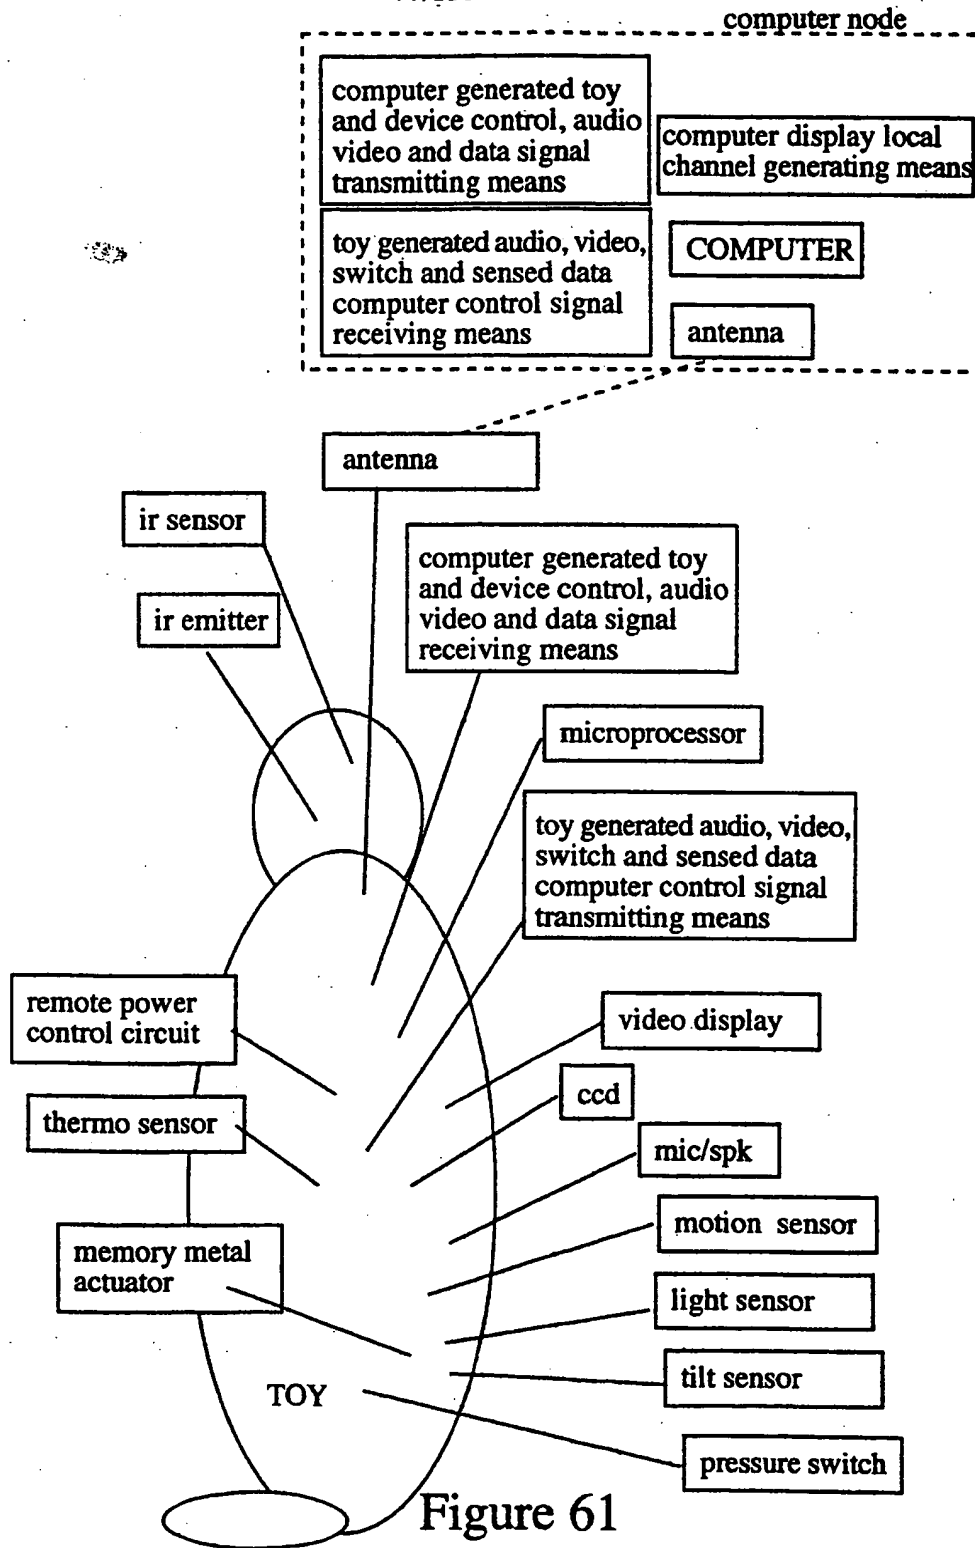 computer node
computer generated toy
and device control, audio
video and data signal
transmitting means
computer display local
channel generating means
toy generated audio, video,
switch and sensed data
computer control signal
receiving means
COMPUTER
antenna
antenna
ir sensor
computer generated toy
and device control, audio
video and data signal
receiving means
ir emitter
microprocessor
toy generated audio, video,
switch and sensed data
computer control signal
transmitting means
remote power
control circuit
video display
ccd
thermo sensor
mic/spk
motion sensor
memory metal
actuator
light sensor
tilt sensor
TOY
pressure switch
Figure 61